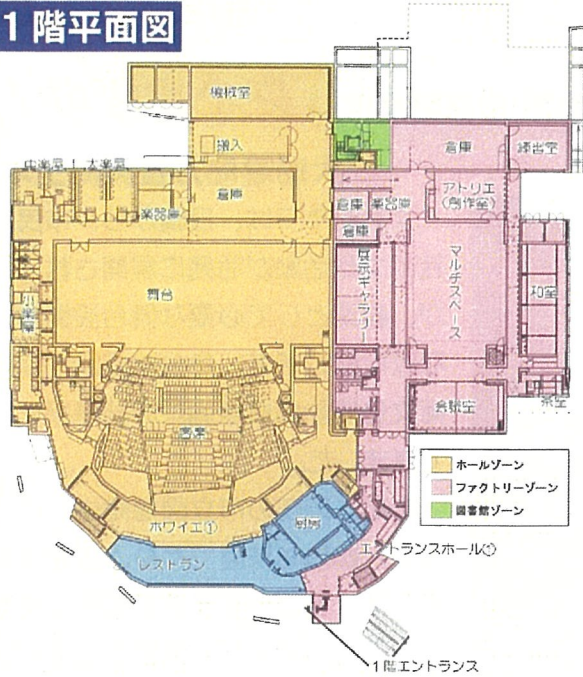 1階平面図
機械室
搬入
倉庫
練習室
中楽屋
大楽屋
倉庫
楽器庫
倉庫
楽器庫
アトリエ
(創作室)
倉庫
舞台
小楽屋
展示ギャラリー
マルチスペース
和室
客席
会議室
茶室
ホールゾーン
ファクトリーゾーン
図書館ゾーン
ホワイエ①
厨房
エントランスホール①
レストラン
1階エントランス